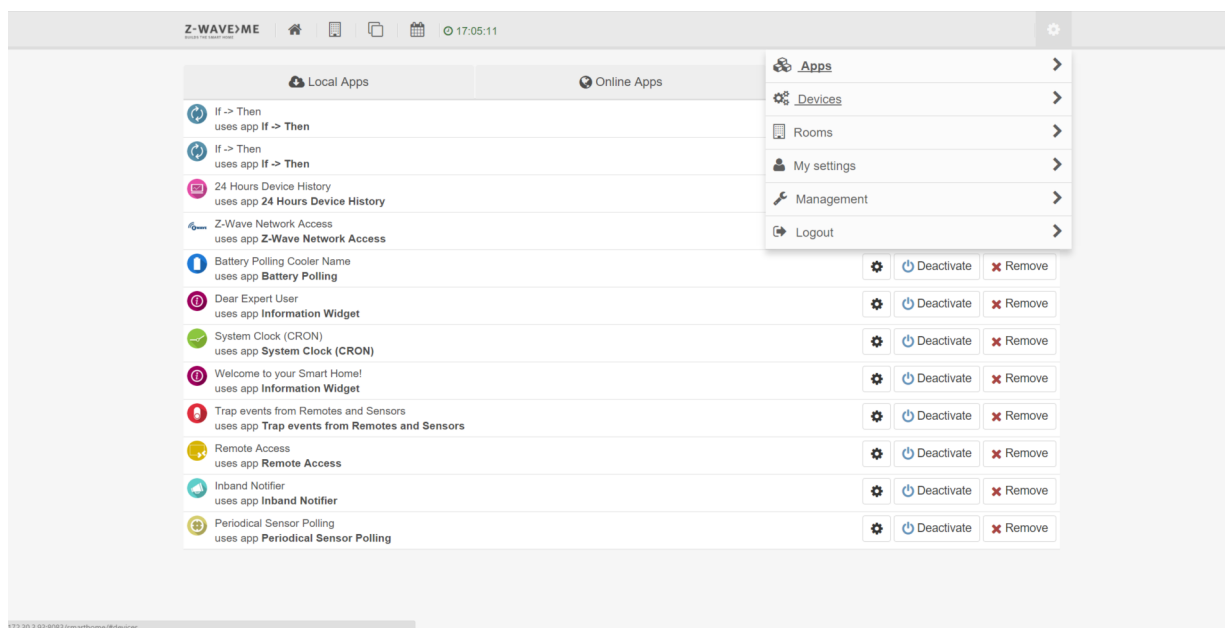 Z-WAVE>ME
17:05:11
Local Apps
Online Apps
Apps
Devices
Rooms
My settings
Management
Logout
If -> Then
uses app If -> Then
If -> Then
uses app If -> Then
24 Hours Device History
uses app 24 Hours Device History
Z-Wave Network Access
uses app Z-Wave Network Access
Battery Polling Cooler Name
uses app Battery Polling
Deactivate Remove
Dear Expert User
uses app Information Widget
Deactivate Remove
System Clock (CRON)
uses app System Clock (CRON)
Deactivate Remove
Welcome to your Smart Home!
uses app Information Widget
Deactivate Remove
Trap events from Remotes and Sensors
uses app Trap events from Remotes and Sensors
Deactivate Remove
Remote Access
uses app Remote Access
Deactivate Remove
Inband Notifier
uses app Inband Notifier
Deactivate Remove
Periodical Sensor Polling
uses app Periodical Sensor Polling
Deactivate Remove